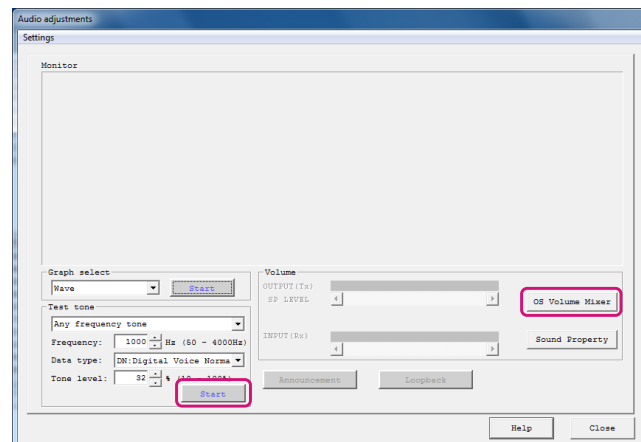 Audio adjustments
Settings
Monitor
Graph select
Wave
Start
Test tone
Any frequency tone
Frequency: 1000 Hz (50 - 4000Hz)
Data type: DN:Digital Voice Norma
Tone level: 32 % (10 - 100%)
Start
Volume
OUTPUT(Tx)
SP LEVEL
INPUT(Rx)
OS Volume Mixer
Sound Property
Announcement
Loopback
Help
Close